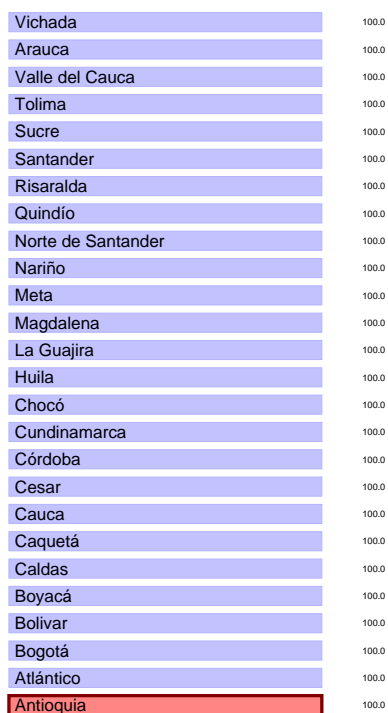 Vichada 100.0
Arauca 100.0
Valle del Cauca 100.0
Tolima 100.0
Sucre 100.0
Santander 100.0
Risaralda 100.0
Quindío 100.0
Norte de Santander 100.0
Nariño 100.0
Meta 100.0
Magdalena 100.0
La Guajira 100.0
Huila 100.0
Chocó 100.0
Cundinamarca 100.0
Córdoba 100.0
Cesar 100.0
Cauca 100.0
Caquetá 100.0
Caldas 100.0
Boyacá 100.0
Bolivar 100.0
Bogotá 100.0
Atlántico 100.0
Antioquia 100.0